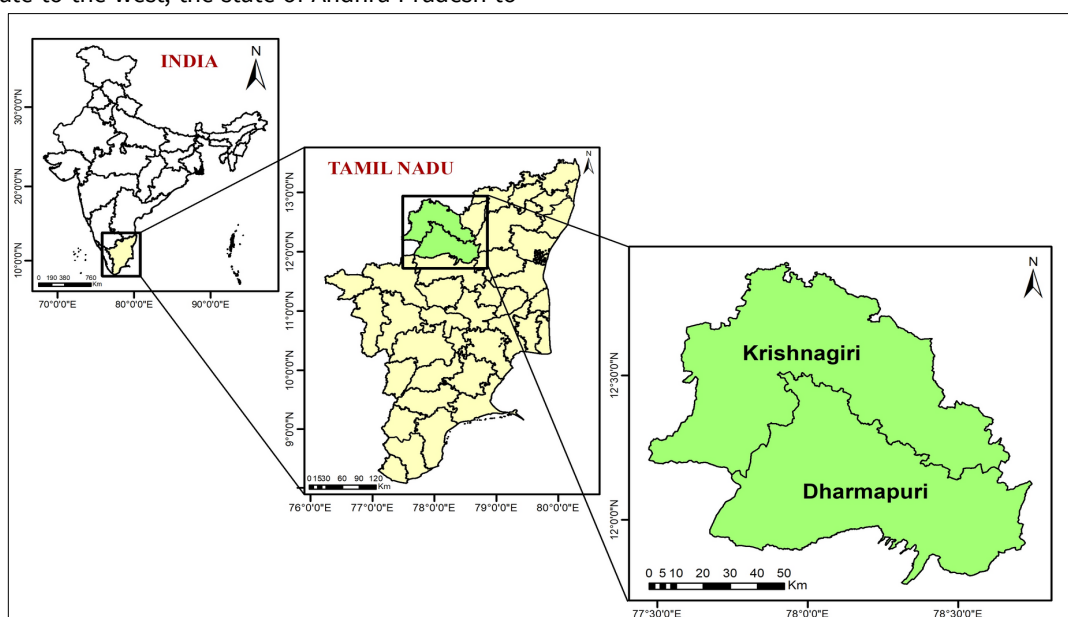 ate to the west, the state of Andhra Pradesh to
INDIA
N
30°0'0"N
20°0'0"N
10°0'0"N
0 190 380 760
Km
70°0'0"E 80°0'0"E 90°0'0"E
TAMIL NADU
N
13°0'0"N
12°0'0"N
11°0'0"N
10°0'0"N
9°0'0"N
0 15 30 60 90 120
Km
76°0'0"E 77°0'0"E 78°0'0"E 79°0'0"E 80°0'0"E
N
Krishnagiri
Dharmapuri
12°30'0"N
12°0'0"N
0 5 10 20 30 40 50
Km
77°30'0"E 78°0'0"E 78°30'0"E